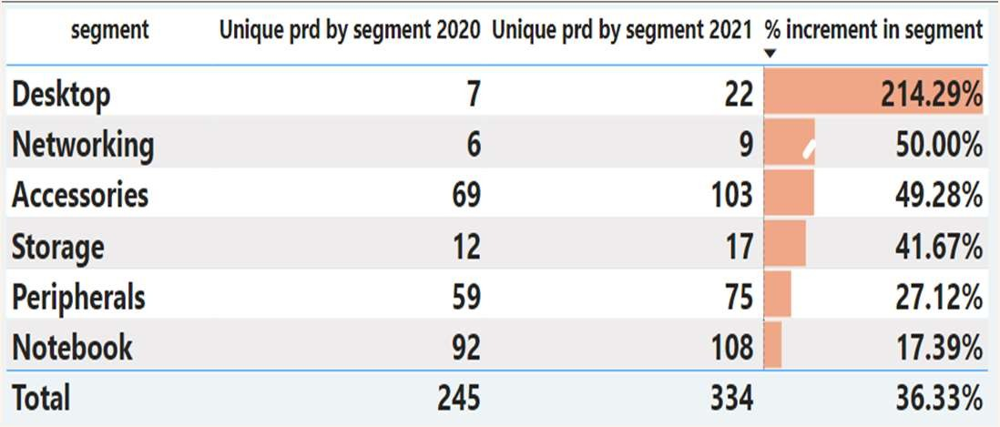 segment Unique prd by segment 2020 Unique prd by segment 2021 % increment in segment
Desktop 7 22 214.29%
Networking 6 9 50.00%
Accessories 69 103 49.28%
Storage 12 17 41.67%
Peripherals 59 75 27.12%
Notebook 92 108 17.39%
Total 245 334 36.33%